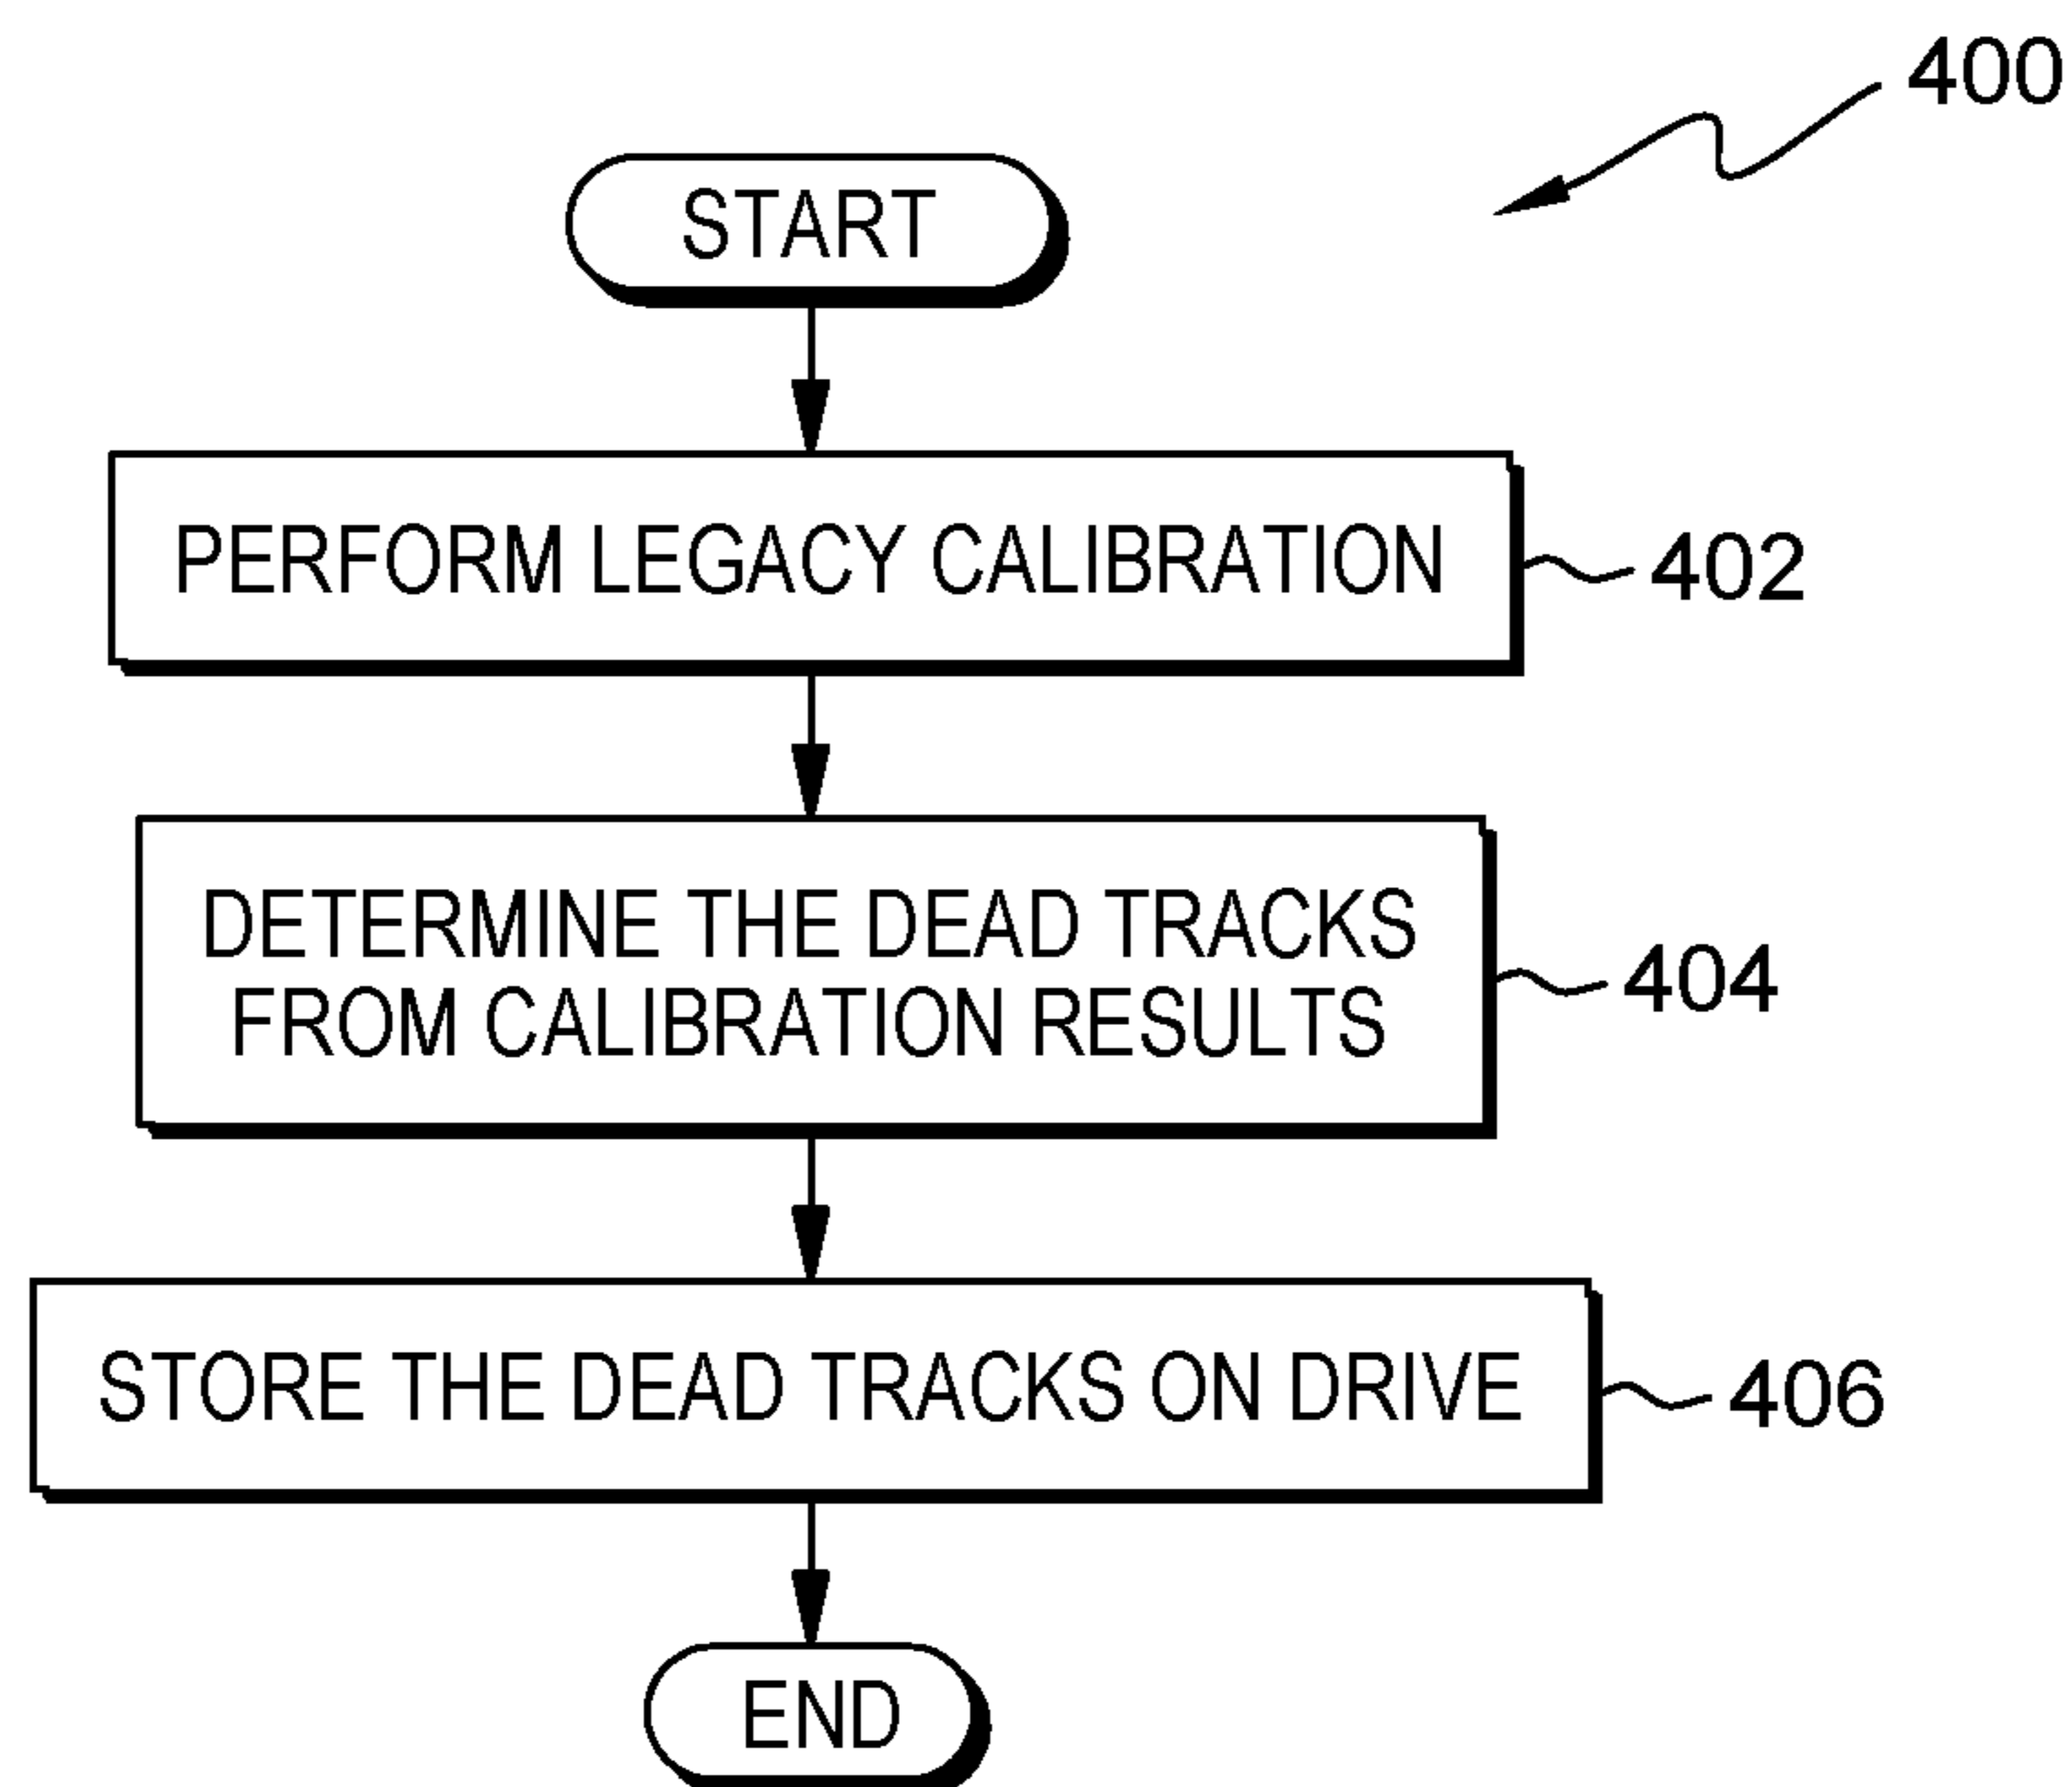 400
START
PERFORM LEGACY CALIBRATION
402
DETERMINE THE DEAD TRACKS
FROM CALIBRATION RESULTS
404
STORE THE DEAD TRACKS ON DRIVE
406
END